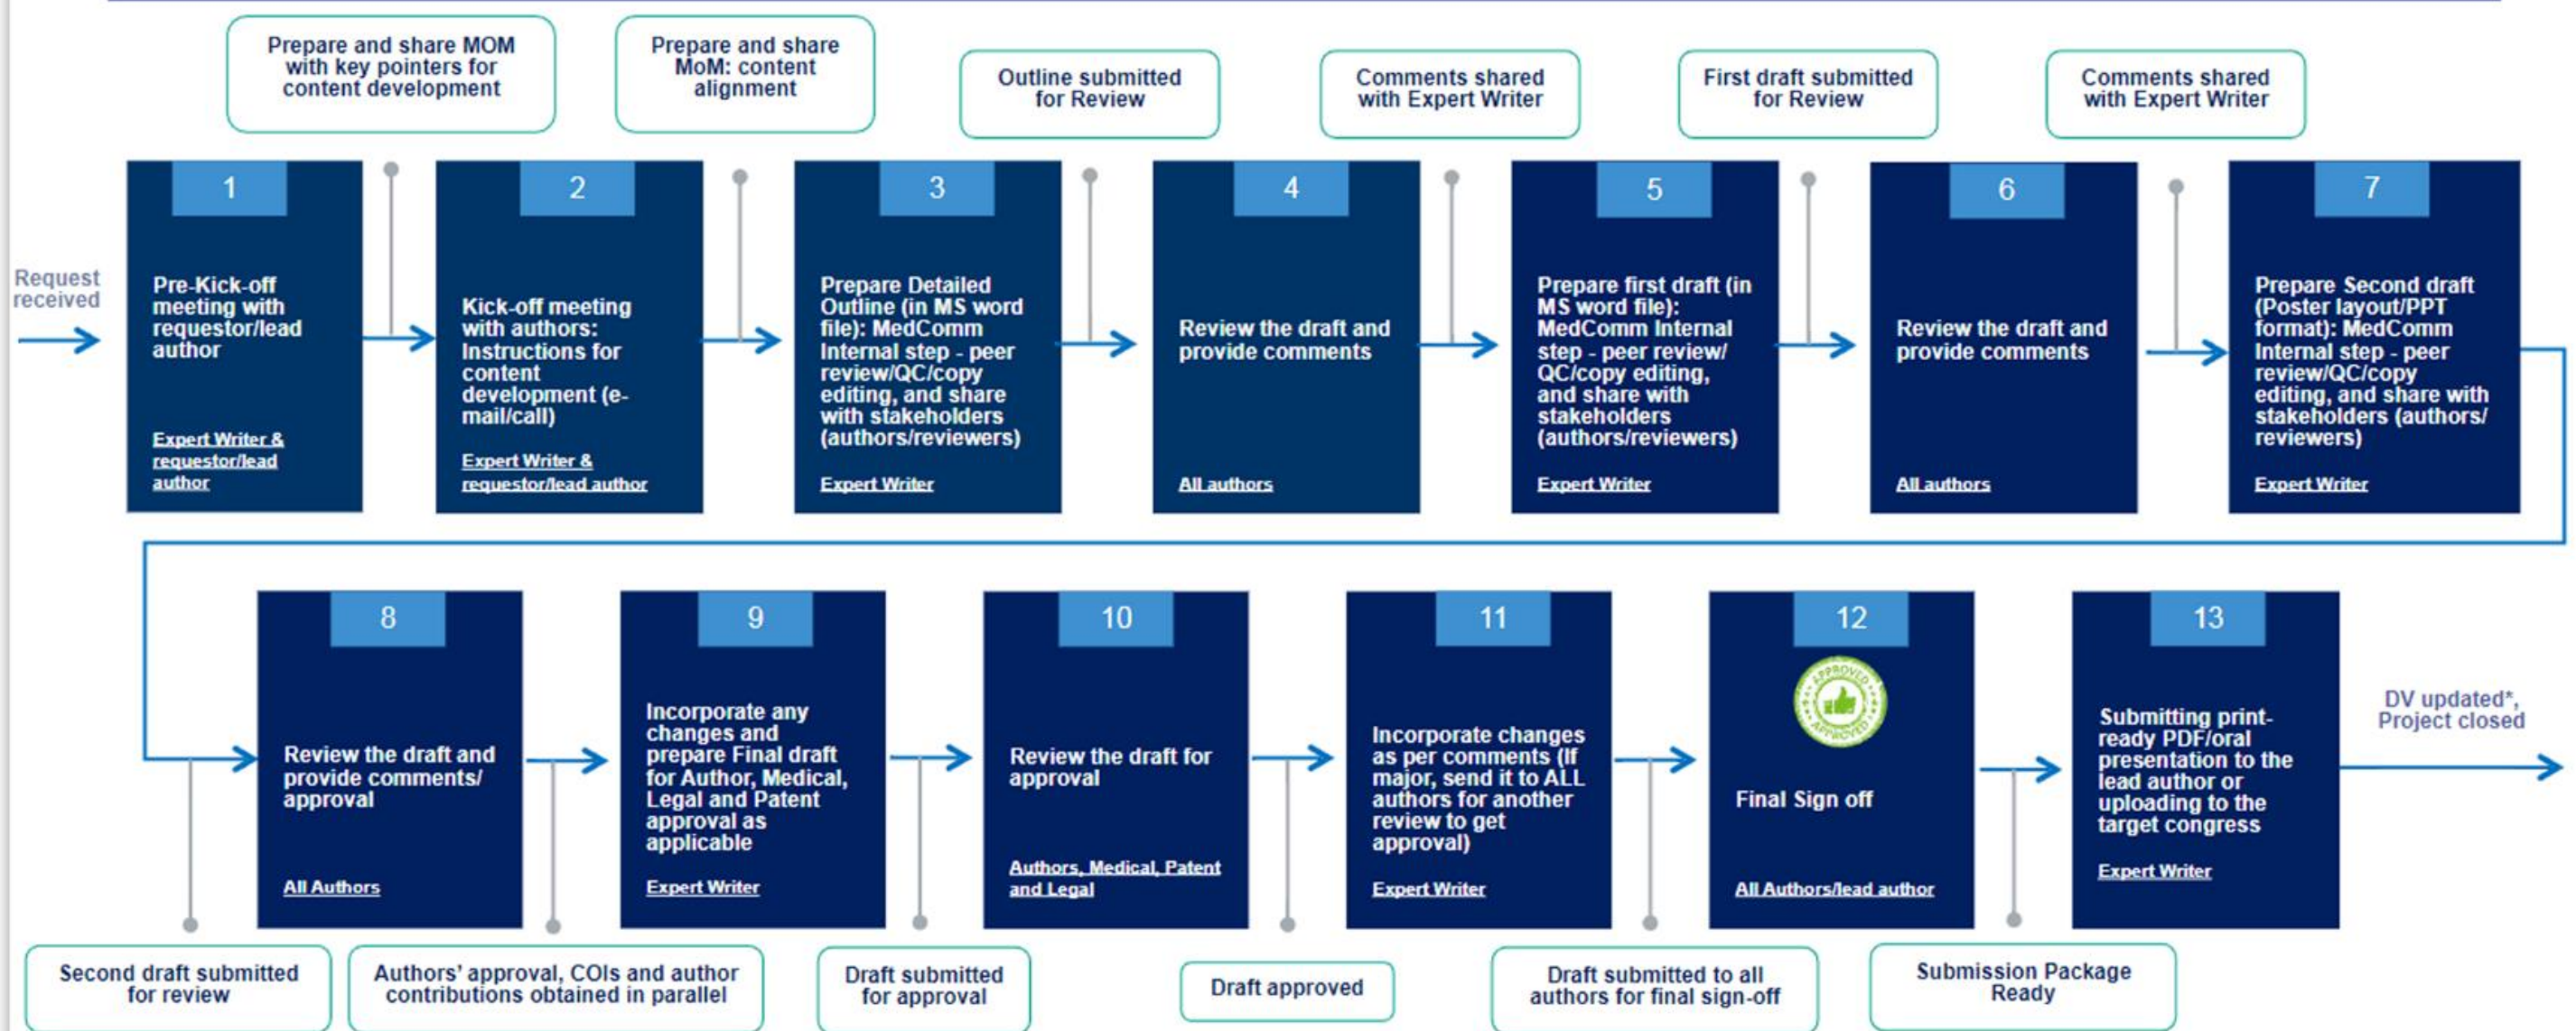 Prepare and share MOM
with key pointers for
content development
Prepare and share
MoM: content
alignment
Outline submitted
for Review
Comments shared
with Expert Writer
First draft submitted
for Review
Comments shared
with Expert Writer
Request
received
1
Pre-Kick-off
meeting with
requestor/lead
author
Expert Writer &
requestor/lead
author
2
Kick-off meeting
with authors:
Instructions for
content
development (e-
mail/call)
Expert Writer &
requestor/lead author
3
Prepare Detailed
Outline (in MS word
file): MedComm
Internal step - peer
review/QC/copy
editing, and share
with stakeholders
(authors/reviewers)
Expert Writer
4
Review the draft and
provide comments
All authors
5
Prepare first draft (in
MS word file):
MedComm Internal
step - peer review/
QC/copy editing,
and share with
stakeholders
(authors/reviewers)
Expert Writer
6
Review the draft and
provide comments
All authors
7
Prepare Second draft
(Poster layout/PPT
format): MedComm
Internal step - peer
review/QC/copy
editing, and share with
stakeholders (authors/
reviewers)
Expert Writer
8
Review the draft and
provide comments/
approval
All Authors
9
Incorporate any
changes and
prepare Final draft
for Author, Medical,
Legal and Patent
approval as
applicable
Expert Writer
10
Review the draft for
approval
Authors, Medical, Patent
and Legal
11
Incorporate changes
as per comments (If
major, send it to ALL
authors for another
review to get
approval)
Expert Writer
12
APPROVED
APPROVED
Final Sign off
All Authors/lead author
13
Submitting print-
ready PDF/oral
presentation to the
lead author or
uploading to the
target congress
Expert Writer
DV updated*,
Project closed
Second draft submitted
for review
Authors' approval, COIs and author
contributions obtained in parallel
Draft submitted
for approval
Draft approved
Draft submitted to all
authors for final sign-off
Submission Package
Ready